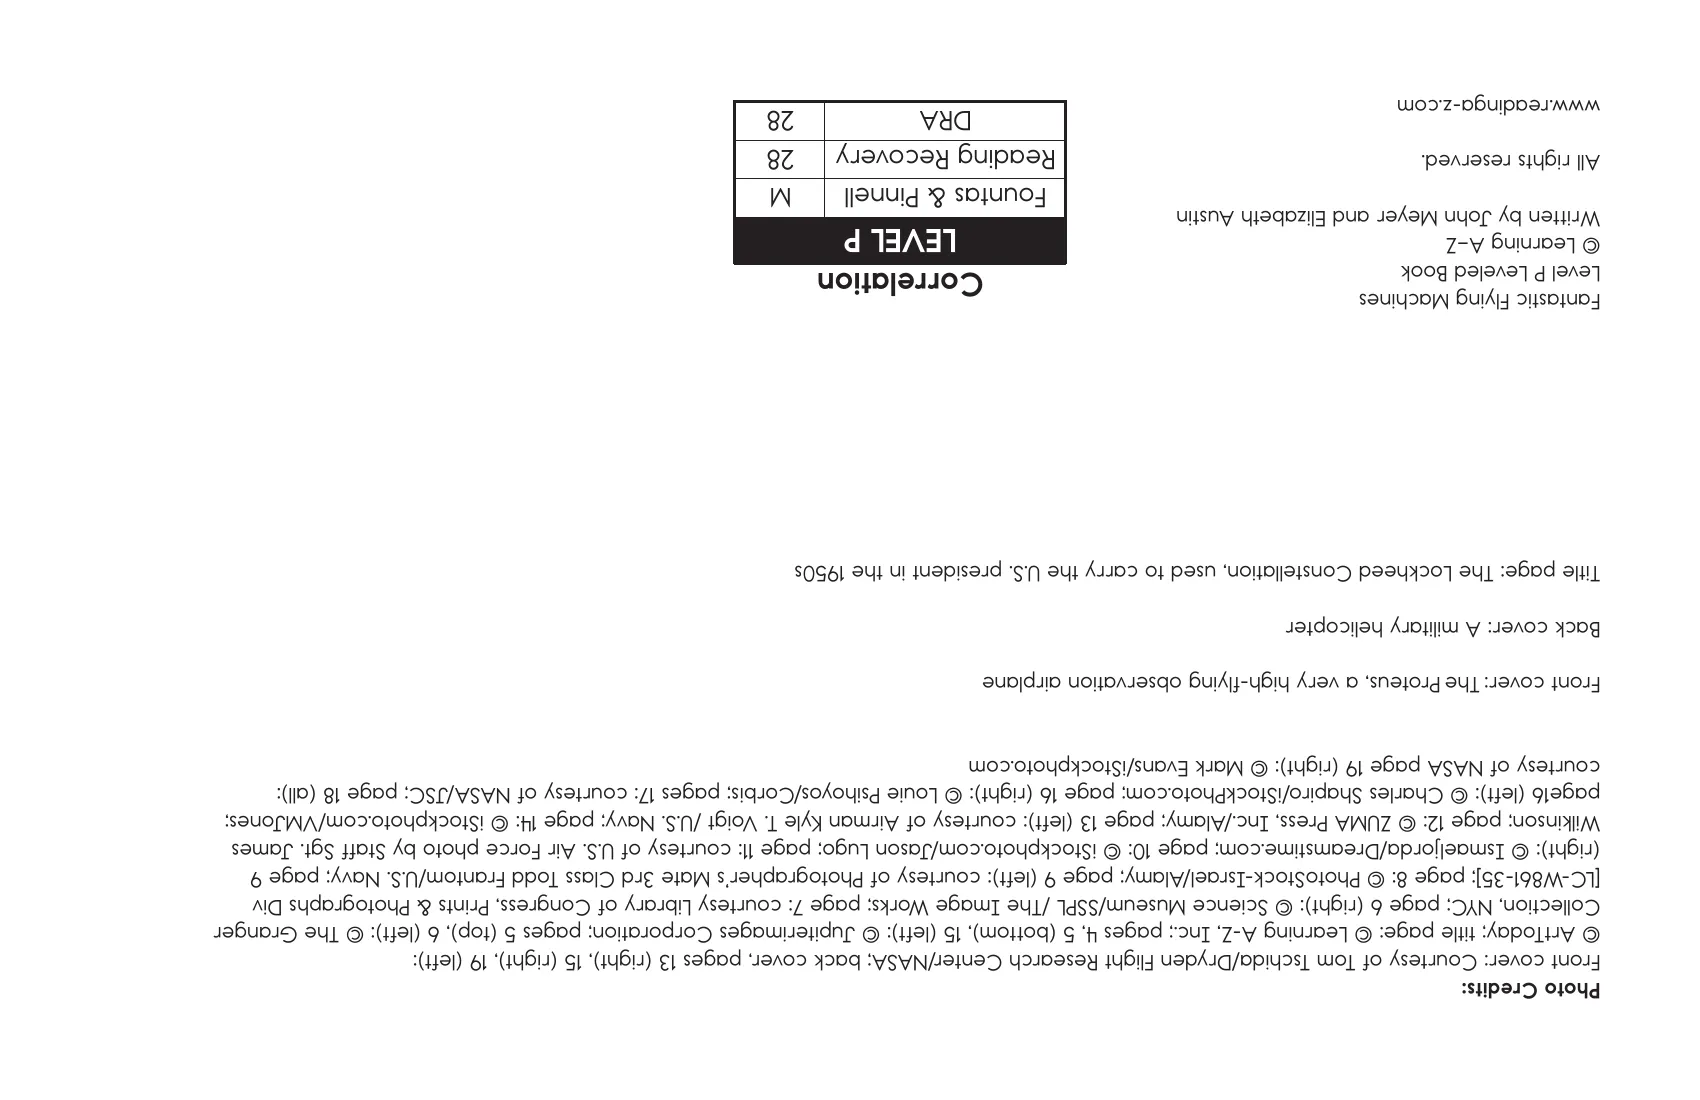 Photo Credits:
Front cover: Courtesy of Tom Tschida/Dryden Flight Research Center/NASA; back cover, pages 13 (right), 15 (right), 19 (left):
© ArtToday; title page: © Learning A-Z, Inc.; pages 4, 5 (bottom), 15 (left): © Jupiterimages Corporation; pages 5 (top), 6 (left): © The Granger
Collection, NYC; page 6 (right): © Science Museum/SSPL /The Image Works; page 7: courtesy Library of Congress, Prints & Photographs Div
[LC-W861-35]; page 8: © PhotoStock-Israel/Alamy; page 9 (left): courtesy of Photographer's Mate 3rd Class Todd Frantom/U.S. Navy; page 9
(right): © Ismaeljorda/Dreamstime.com; page 10: © iStockphoto.com/Jason Lugo; page 11: courtesy of U.S. Air Force photo by Staff Sgt. James
Wilkinson; page 12: © ZUMA Press, Inc./Alamy; page 13 (left): courtesy of Airman Kyle T. Voigt /U.S. Navy; page 14: © iStockphoto.com/VMJones;
page16 (left): © Charles Shapiro/iStockPhoto.com; page 16 (right): © Louie Psihoyos/Corbis; pages 17: courtesy of NASA/JSC; page 18 (all):
courtesy of NASA page 19 (right): © Mark Evans/iStockphoto.com
Front cover: The Proteus, a very high-flying observation airplane
Back cover: A military helicopter
Title page: The Lockheed Constellation, used to carry the U.S. president in the 1950s
Fantastic Flying Machines
Level P Leveled Book
© Learning A–Z
Written by John Meyer and Elizabeth Austin
All rights reserved.
www.readinga-z.com
Correlation
LEVEL P
Fountas & Pinnell M
Reading Recovery 28
DRA 28